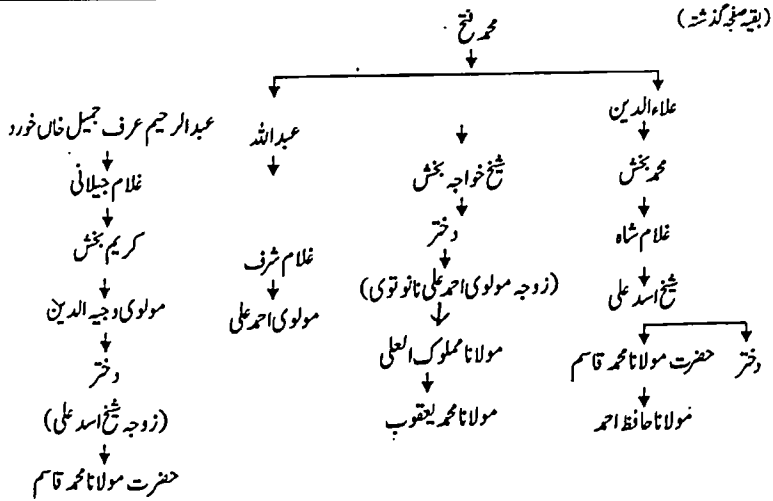 (بقیہ صفحہ گذشتہ)
محمد فتح
علاء الدین
محمد بخش
غلام شاہ
شیخ اسد علی
دختر
حضرت مولانا محمد قاسم
مولانا حافظ احمد
شیخ خواجہ بخش
دختر
(زوجہ مولوی احمد علی نانوتوی)
مولانا مملوک العلی
مولانا محمد یعقوب
عبداللہ
غلام شرف
مولوی احمد علی
عبدالرحیم عرف جمیل خاں خورد
غلام جیلانی
کریم بخش
مولوی وجیہ الدین
دختر
(زوجہ شیخ اسد علی)
حضرت مولانا محمد قاسم